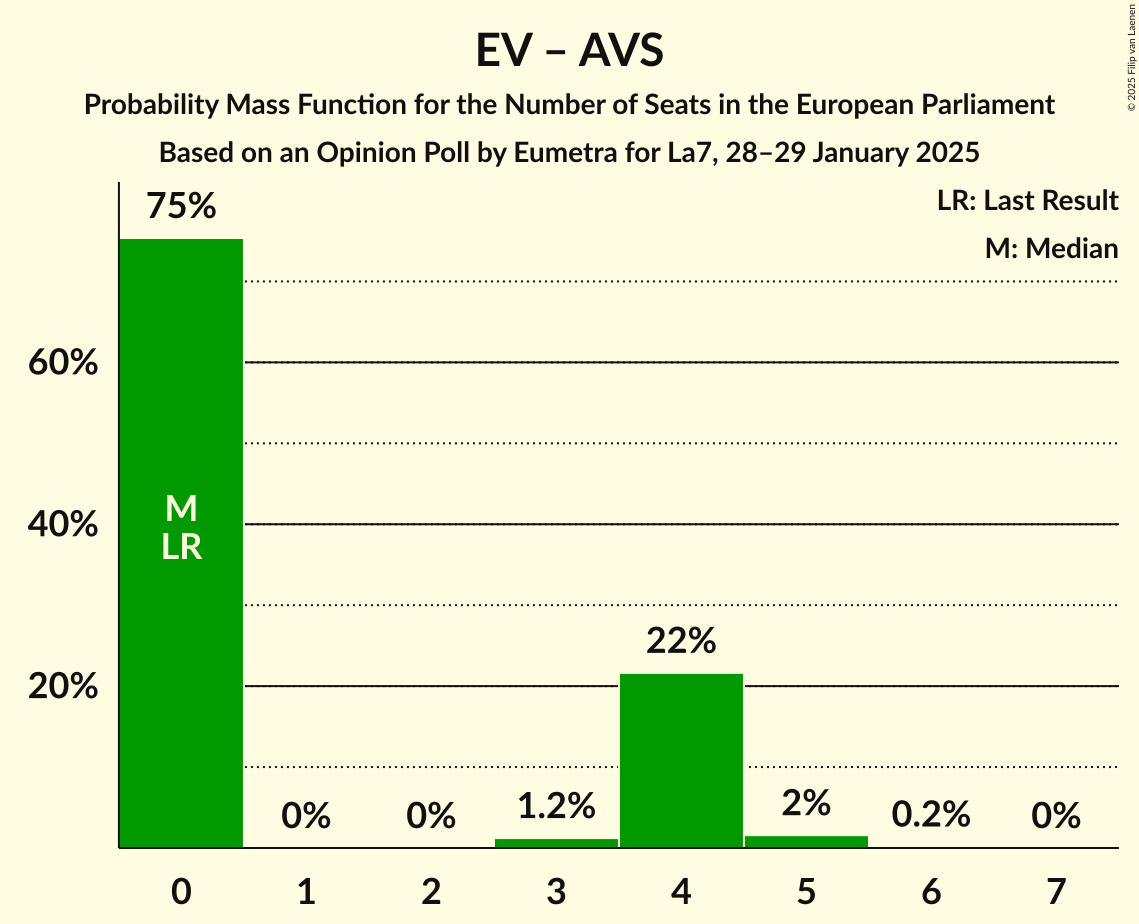 EV – AVS
Probability Mass Function for the Number of Seats in the European Parliament
Based on an Opinion Poll by Eumetra for La7, 28–29 January 2025
© 2025 Filip van Laenen
LR: Last Result
M: Median
75%
60%
40%
20%
M
LR
0%
0%
1.2%
22%
2%
0.2%
0%
0
1
2
3
4
5
6
7